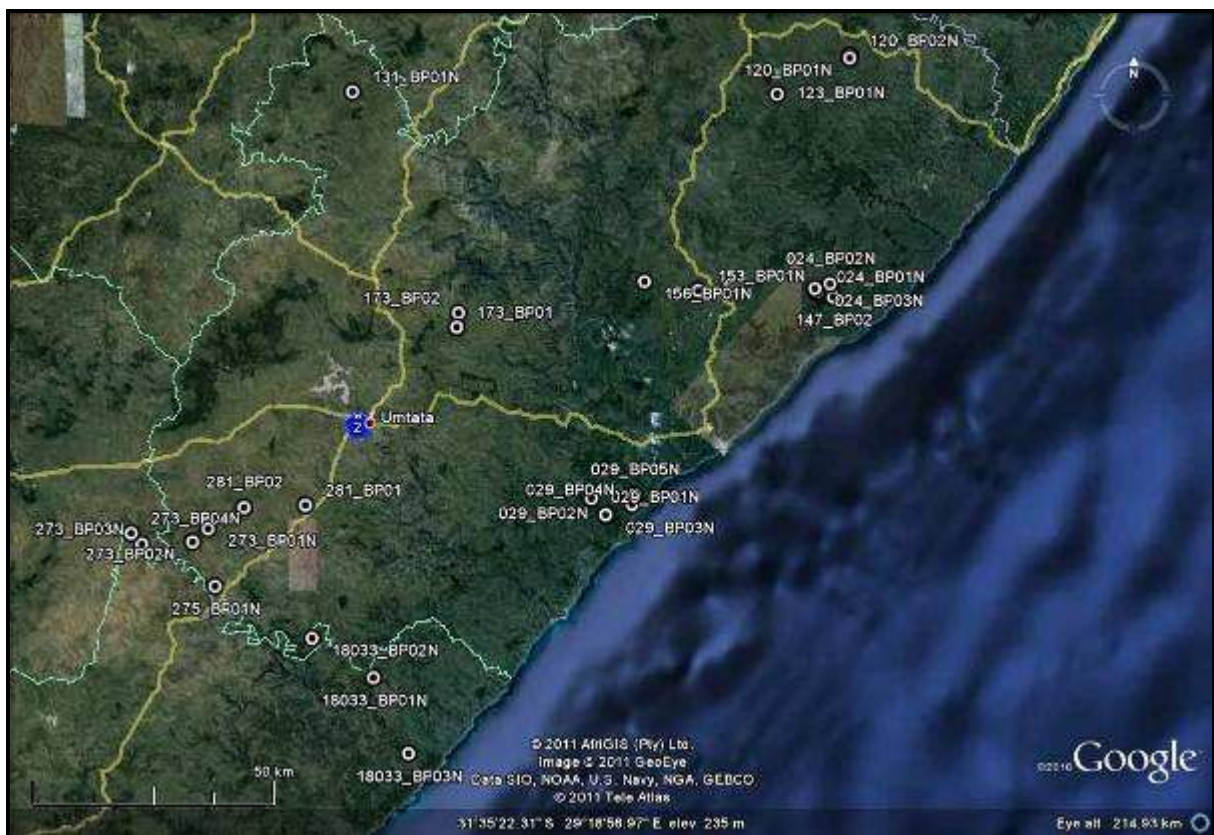 120_BP02N
N
120_BP01N
131_BP01N
123_BP01N
024_BP02N
153_BP01N
024_BP01N
156_BP01N
024_BP03N
173_BP02
173_BP01
147_BP02
Umtata
2
029_BP05N
281_BP02
281_BP01
029_BP04N
029_BP01N
273_BP04N
029_BP02N
273_BP03N
029_BP03N
273_BP01N
273_BP02N
275_BP01N
18033_BP02N
18033_BP01N
18033_BP03N
50 km
© 2011 AfriGIS (Pty) Ltd.
Image © 2011 GeoEye
Data SIO, NOAA, U.S. Navy, NGA, GEBCO
© 2011 Tele Atlas
©2010 Google
31°35'22.31" S 29°18'56.97" E elev 235 m
Eye alt 214.93 km